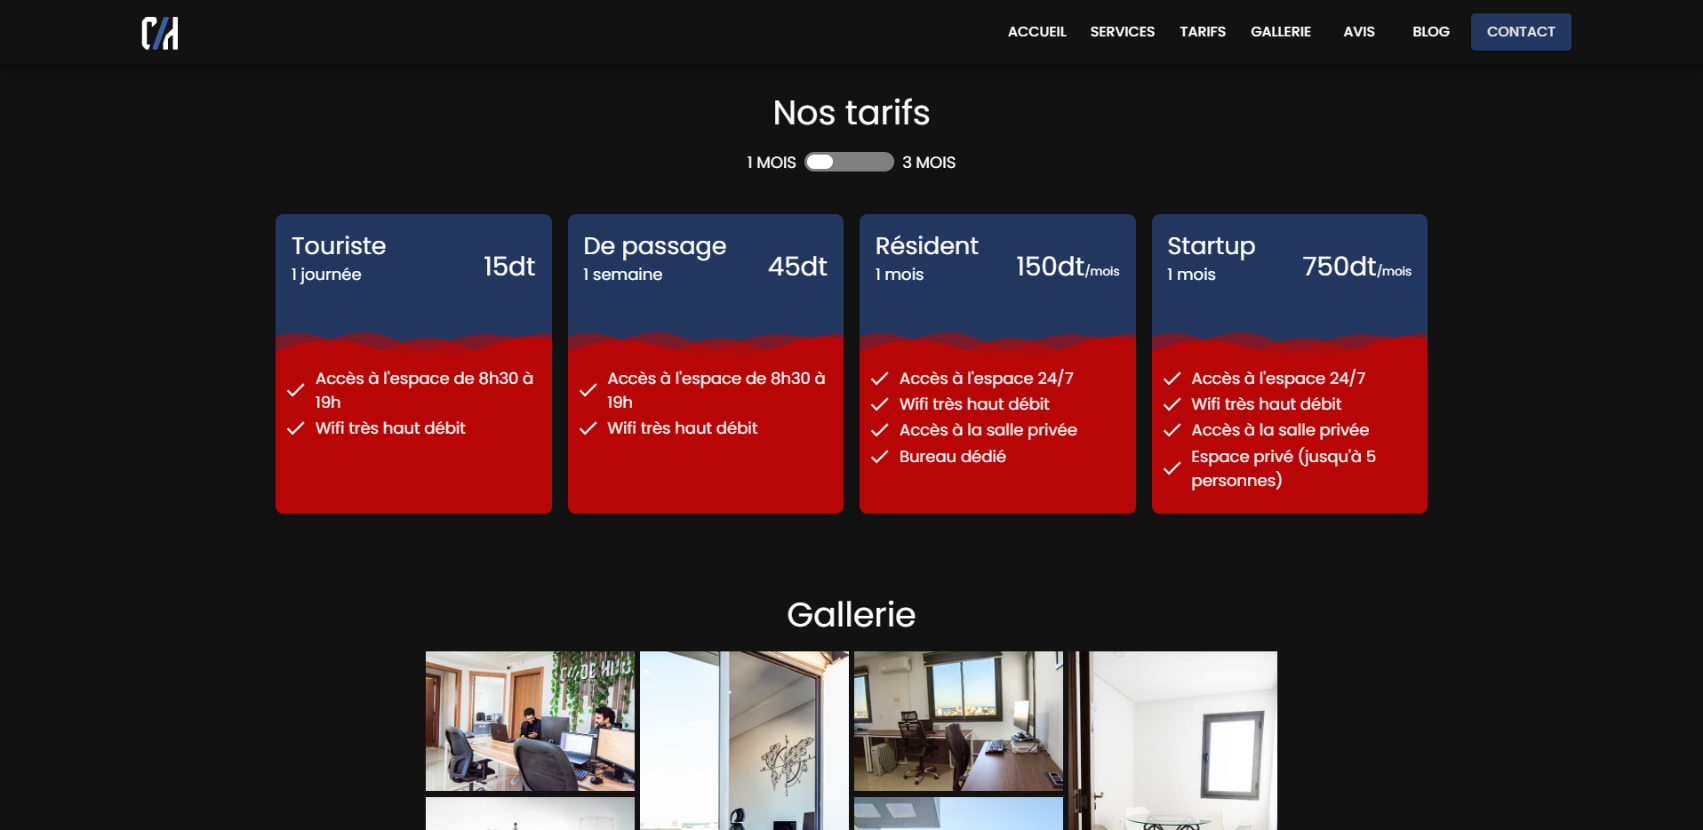 C/H
ACCUEIL SERVICES TARIFS GALLERIE AVIS BLOG CONTACT
Nos tarifs
1 MOIS 3 MOIS
Touriste
1 journée
15dt
Accès à l'espace de 8h30 à
19h
Wifi très haut débit
De passage
1 semaine
45dt
Accès à l'espace de 8h30 à
19h
Wifi très haut débit
Résident
1 mois
150dt/mois
Accès à l'espace 24/7
Wifi très haut débit
Accès à la salle privée
Bureau dédié
Startup
1 mois
750dt/mois
Accès à l'espace 24/7
Wifi très haut débit
Accès à la salle privée
Espace privé (jusqu'à 5
personnes)
Gallerie